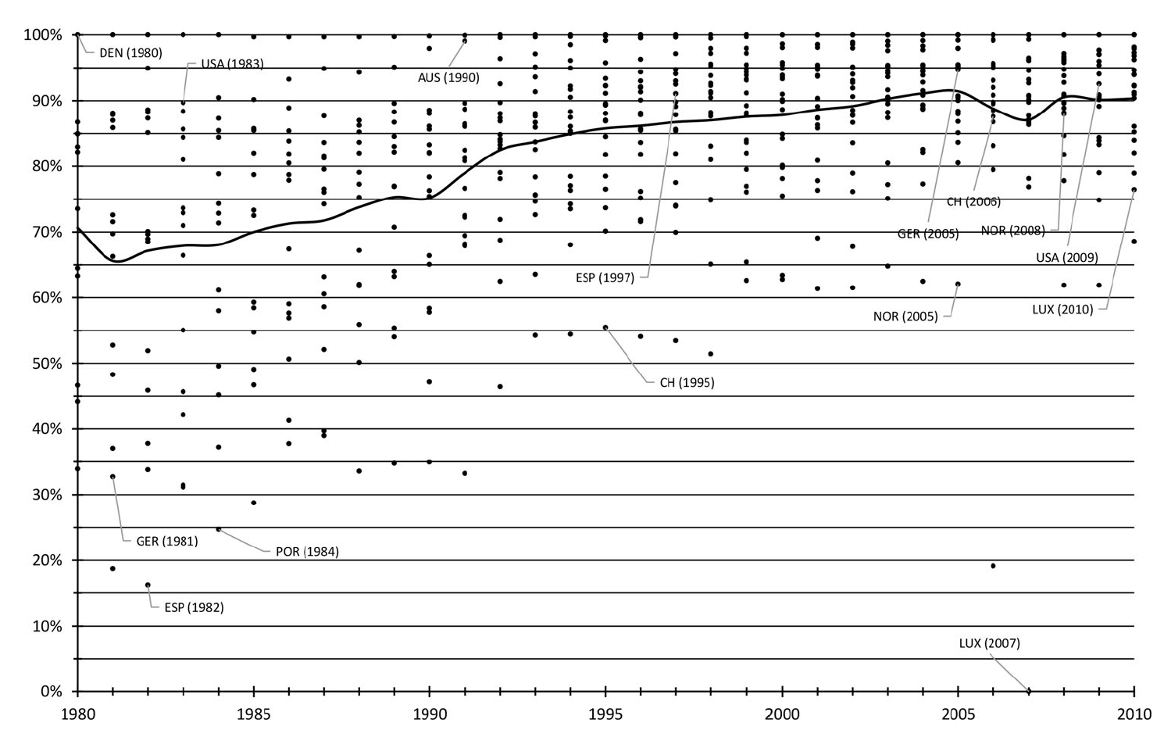 100%
DEN (1980)
USA (1983)
AUS (1990)
90%
80%
CH (2006)
70%
GER (2005)
NOR (2008)
USA (2009)
ESP (1997)
60%
NOR (2005)
LUX (2010)
50%
CH (1995)
40%
30%
GER (1981)
POR (1984)
20%
ESP (1982)
10%
LUX (2007)
0%
1980 1985 1990 1995 2000 2005 2010